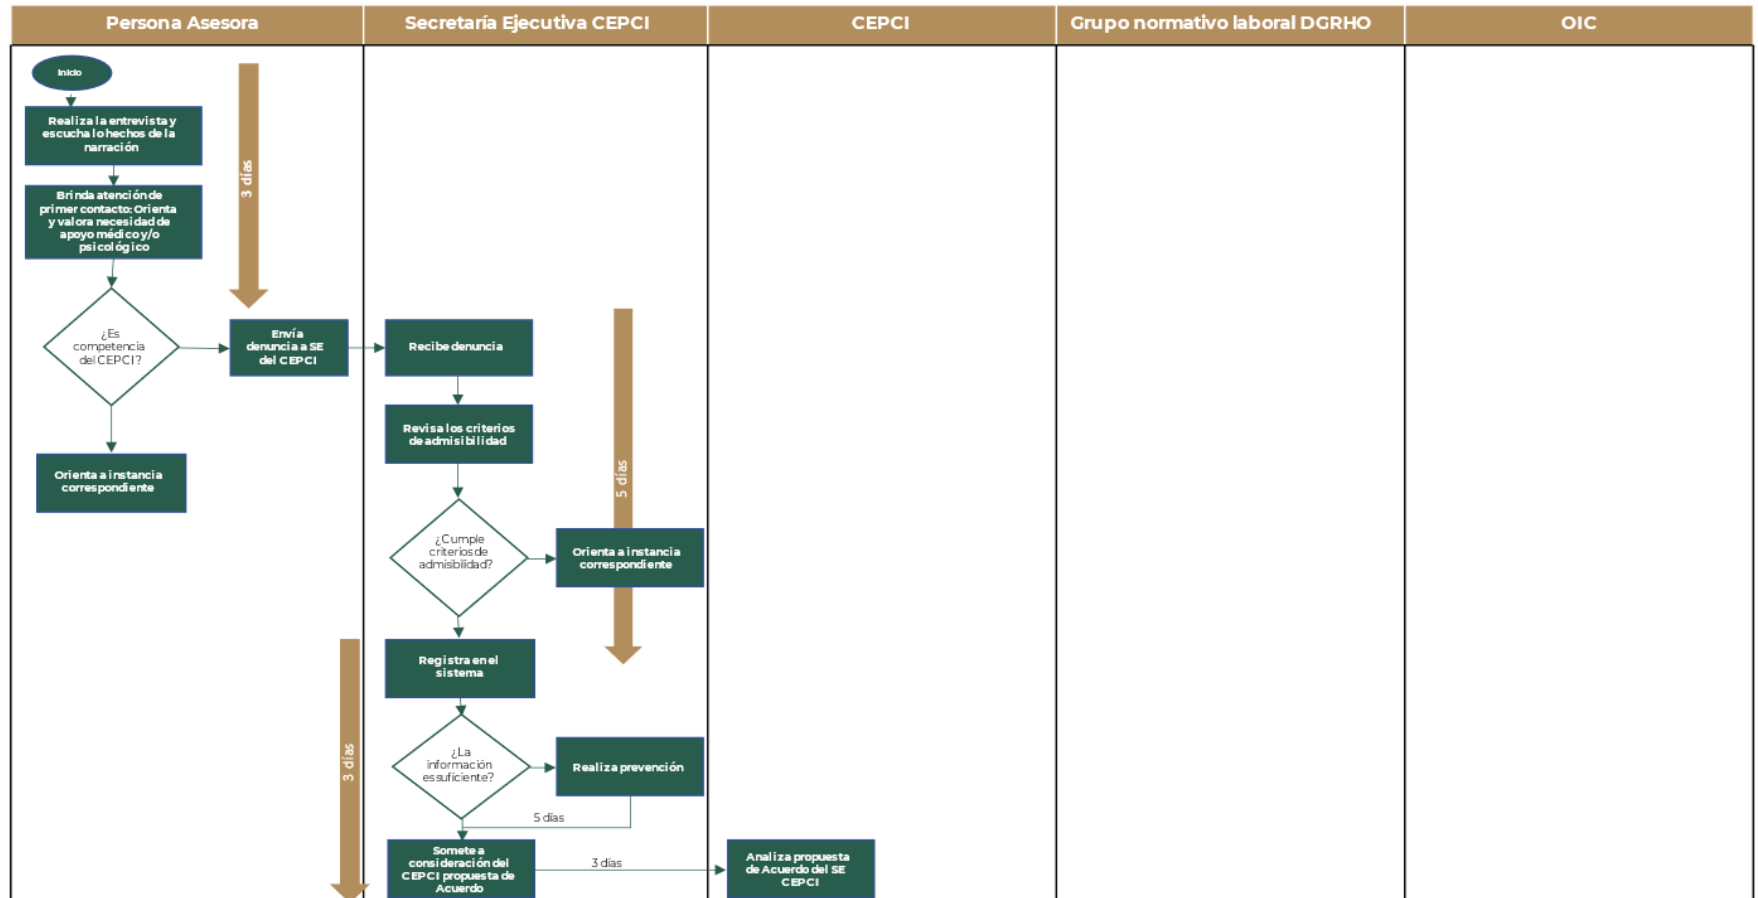 Persona Asesora
Secretaría Ejecutiva CEPCI
CEPCI
Grupo normativo laboral DGRHO
OIC
Inicio
Realiza la entrevista y
escucha lo hechos de la
narración
Brinda atención de
primer contacto: Orienta
y valora necesidad de
apoyo médico y/o
psicológico
3 días
¿Es
competencia
del CEPCI?
Envía
denuncia a SE
del CEPCI
Orienta a instancia
correspondiente
Recibe denuncia
Revisa los criterios
de admisibilidad
5 días
¿Cumple
criterios de
admisibilidad?
Orienta a instancia
correspondiente
Registra en el
sistema
3 días
¿La
información
es suficiente?
Realiza prevención
5 días
Somete a
consideración del
CEPCI propuesta de
Acuerdo
3 días
Analiza propuesta
de Acuerdo del SE
CEPCI